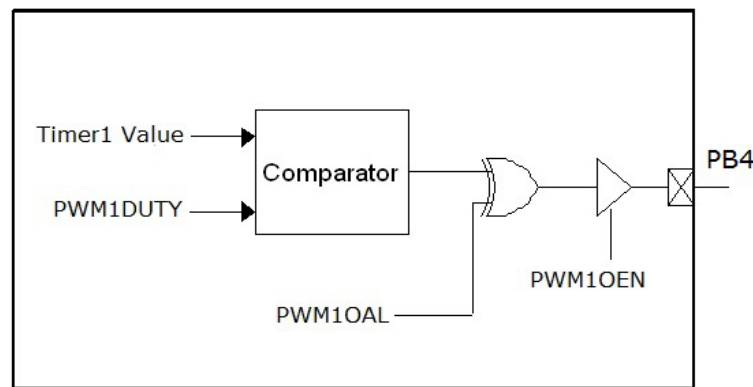 Timer1 Value
Comparator
PB4
PWM1DUTY
PWM1OEN
PWM1OAL